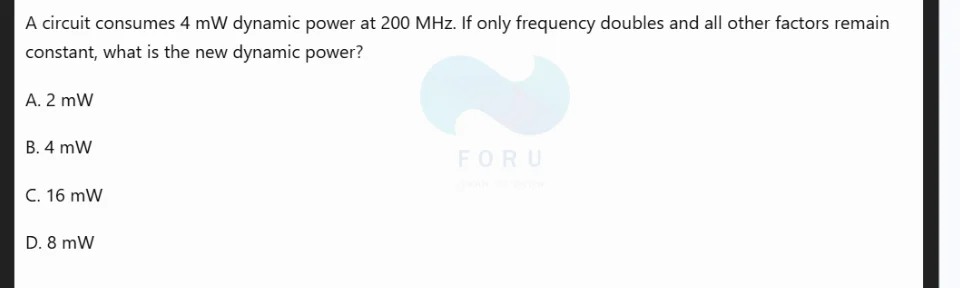 A circuit consumes 4 mW dynamic power at 200 MHz. If only frequency doubles and all other factors remain
constant, what is the new dynamic power?
A. 2 mW
B. 4 mW
FORU
C. 16 mW
D. 8 mW